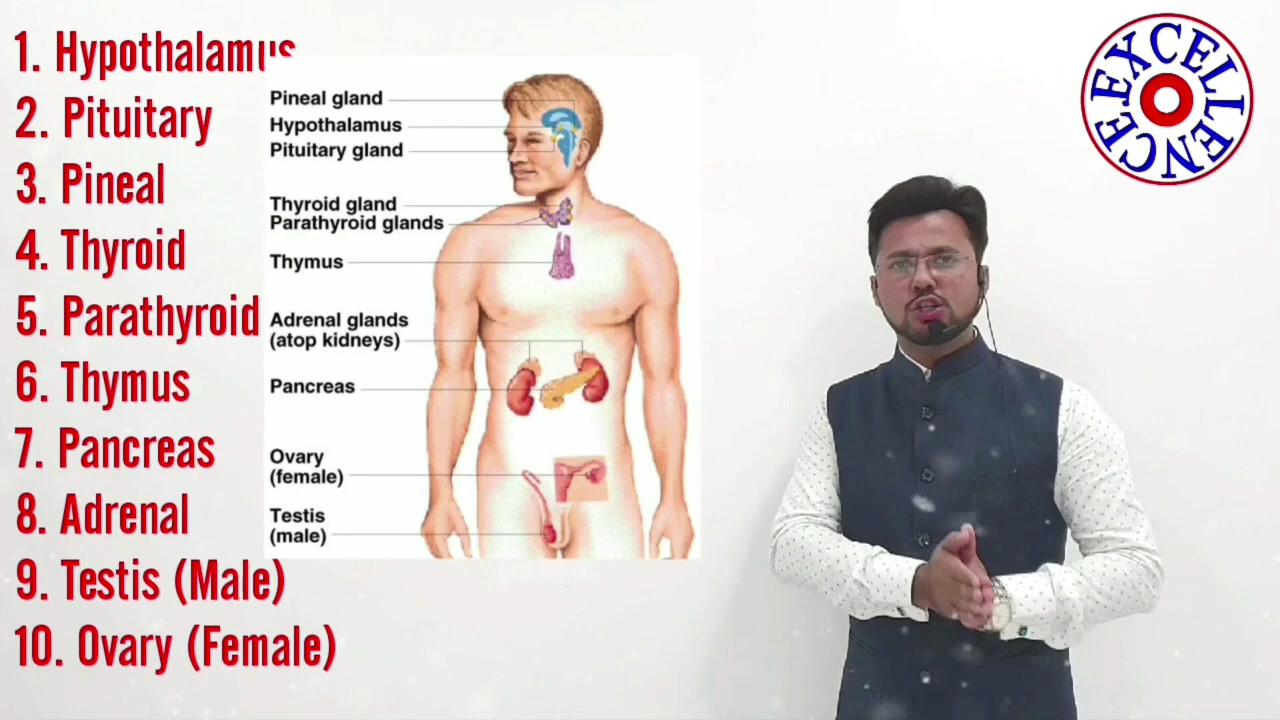 1. Hypothalamus
2. Pituitary
3. Pineal
4. Thyroid
5. Parathyroid
6. Thymus
7. Pancreas
8. Adrenal
9. Testis (Male)
10. Ovary (Female)
Pineal gland
Hypothalamus
Pituitary gland
Thyroid gland
Parathyroid glands
Thymus
Adrenal glands
(atop kidneys)
Pancreas
Ovary
(female)
Testis
(male)
EXCELLENCE